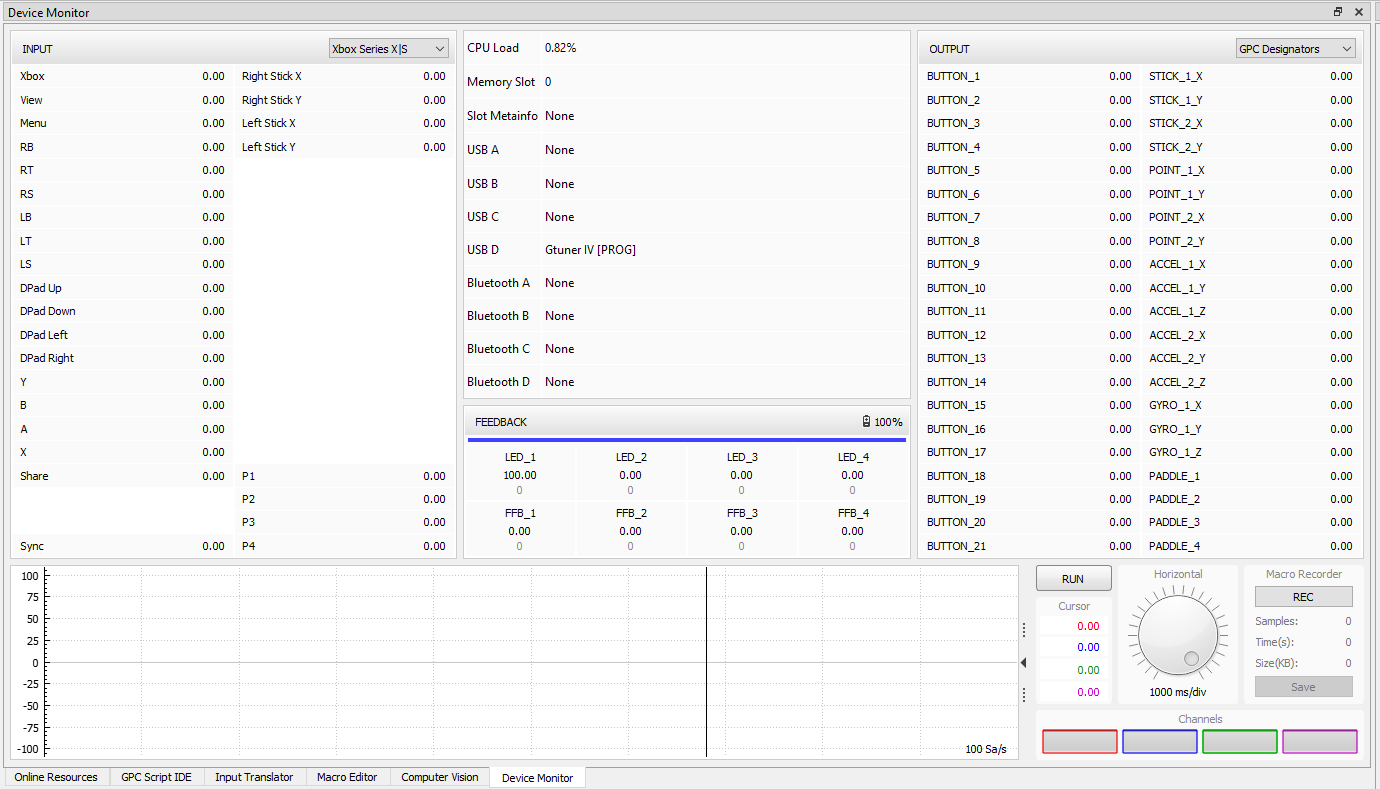 Device Monitor
INPUT
Xbox Series X|S
Xbox 0.00 Right Stick X 0.00
View 0.00 Right Stick Y 0.00
Menu 0.00 Left Stick X 0.00
RB 0.00 Left Stick Y 0.00
RT 0.00
RS 0.00
LB 0.00
LT 0.00
LS 0.00
DPad Up 0.00
DPad Down 0.00
DPad Left 0.00
DPad Right 0.00
Y 0.00
B 0.00
A 0.00
X 0.00
Share 0.00 P1 0.00
P2 0.00
P3 0.00
Sync 0.00 P4 0.00
CPU Load 0.82%
Memory Slot 0
Slot Metainfo None
USB A None
USB B None
USB C None
USB D Gtuner IV [PROG]
Bluetooth A None
Bluetooth B None
Bluetooth C None
Bluetooth D None
FEEDBACK 100%
LED_1 LED_2 LED_3 LED_4
100.00 0.00 0.00 0.00
0 0 0 0
FFB_1 FFB_2 FFB_3 FFB_4
0.00 0.00 0.00 0.00
0 0 0 0
OUTPUT
GPC Designators
BUTTON_1 0.00 STICK_1_X 0.00
BUTTON_2 0.00 STICK_1_Y 0.00
BUTTON_3 0.00 STICK_2_X 0.00
BUTTON_4 0.00 STICK_2_Y 0.00
BUTTON_5 0.00 POINT_1_X 0.00
BUTTON_6 0.00 POINT_1_Y 0.00
BUTTON_7 0.00 POINT_2_X 0.00
BUTTON_8 0.00 POINT_2_Y 0.00
BUTTON_9 0.00 ACCEL_1_X 0.00
BUTTON_10 0.00 ACCEL_1_Y 0.00
BUTTON_11 0.00 ACCEL_1_Z 0.00
BUTTON_12 0.00 ACCEL_2_X 0.00
BUTTON_13 0.00 ACCEL_2_Y 0.00
BUTTON_14 0.00 ACCEL_2_Z 0.00
BUTTON_15 0.00 GYRO_1_X 0.00
BUTTON_16 0.00 GYRO_1_Y 0.00
BUTTON_17 0.00 GYRO_1_Z 0.00
BUTTON_18 0.00 PADDLE_1 0.00
BUTTON_19 0.00 PADDLE_2 0.00
BUTTON_20 0.00 PADDLE_3 0.00
BUTTON_21 0.00 PADDLE_4 0.00
100
75
50
25
0
-25
-50
-75
-100
100 Sa/s
RUN
Cursor
0.00
0.00
0.00
0.00
Horizontal
1000 ms/div
Macro Recorder
REC
Samples: 0
Time(s): 0
Size(KB): 0
Save
Channels
Online Resources GPC Script IDE Input Translator Macro Editor Computer Vision Device Monitor